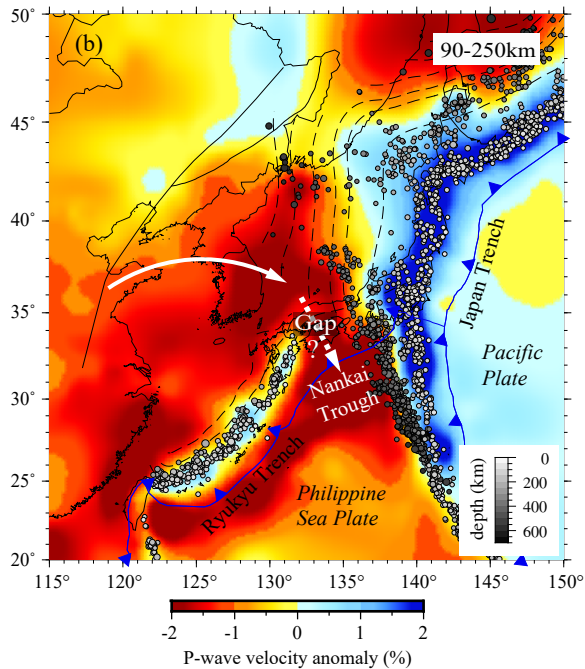 (b)
90-250km
50°
45°
40°
35°
30°
25°
20°
Gap
?
Nankai
Trough
Japan Trench
Pacific
Plate
Ryukyu Trench
Philippine
Sea Plate
depth (km)
0
200
400
600
115° 120° 125° 130° 135° 140° 145° 150°
-2 -1 0 1 2
P-wave velocity anomaly (%)